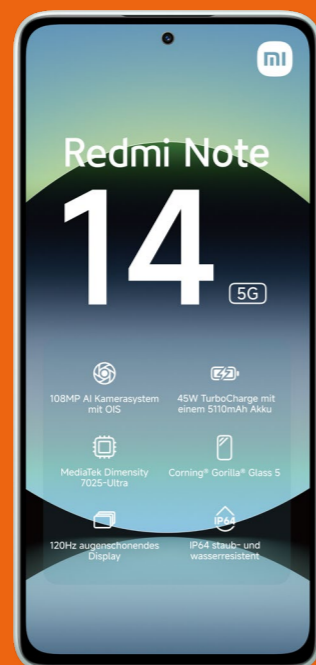 mi
Redmi Note
14
5G
108MP AI Kamerasystem
mit OIS
45W TurboCharge mit
einem 5110mAh Akku
MediaTek Dimensity
7025-Ultra
Corning® Gorilla® Glass 5
120Hz augenschonendes
Display
IP64
IP64 staub- und
wasserresistent